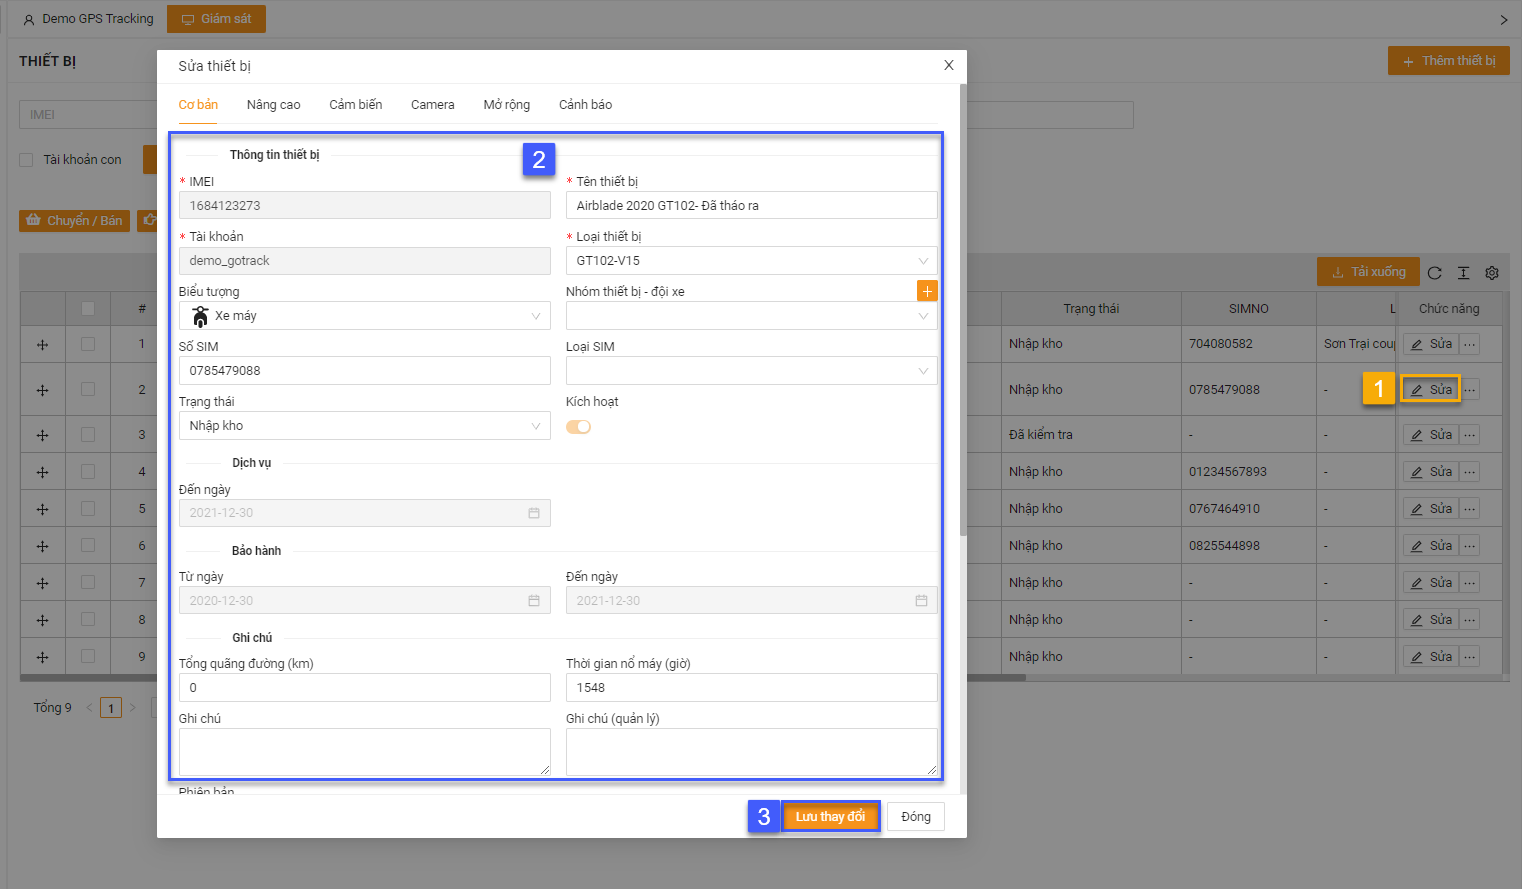 Demo GPS Tracking
Giám sát
THIẾT BỊ
Thêm thiết bị
IMEI
Tài khoản con
Chuyển / Bán
Tải xuống
#
Trạng thái
SIMNO
L
Chức năng
1
Nhập kho
704080582
Sơn Trại coup
Sửa
2
Nhập kho
0785479088
-
1
Sửa
3
Đã kiểm tra
-
-
Sửa
4
Nhập kho
01234567893
-
Sửa
5
Nhập kho
0767464910
-
Sửa
6
Nhập kho
0825544898
-
Sửa
7
Nhập kho
-
-
Sửa
8
Nhập kho
-
-
Sửa
9
Nhập kho
-
-
Sửa
Tổng 9
1
Sửa thiết bị
X
Cơ bản
Nâng cao
Cảm biến
Camera
Mở rộng
Cảnh báo
Thông tin thiết bị
2
* IMEI
1684123273
* Tên thiết bị
Airblade 2020 GT102- Đã tháo ra
* Tài khoản
demo_gotrack
* Loại thiết bị
GT102-V15
Biểu tượng
Xe máy
Nhóm thiết bị - đội xe
Số SIM
0785479088
Loại SIM
Trạng thái
Nhập kho
Kích hoạt
Dịch vụ
Đến ngày
2021-12-30
Bảo hành
Từ ngày
2020-12-30
Đến ngày
2021-12-30
Ghi chú
Tổng quãng đường (km)
0
Thời gian nổ máy (giờ)
1548
Ghi chú
Ghi chú (quản lý)
Phiên bản
3
Lưu thay đổi
Đóng